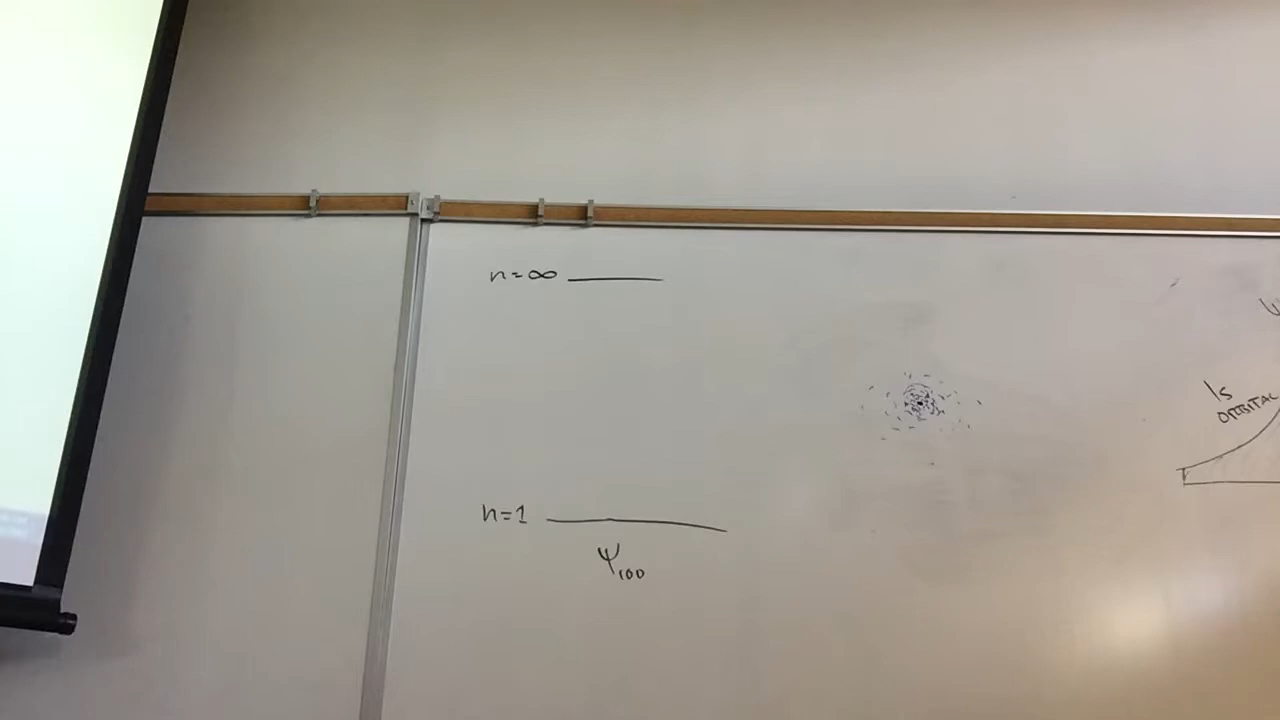 n=∞
n=1
Ψ₁₀₀
1s
ORBITAL